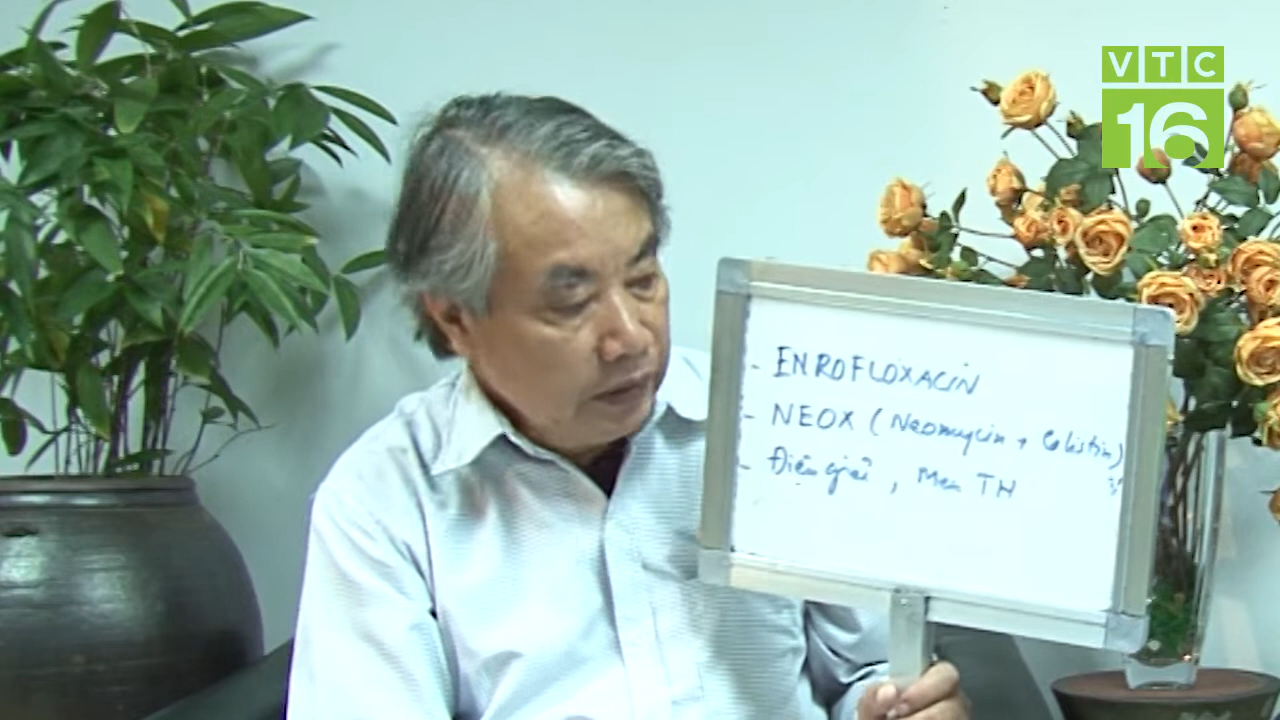 VTC
16
- ENROFLOXACIN
- NEOX (Neomycin + Colistin)
- Điện giải, Men TH